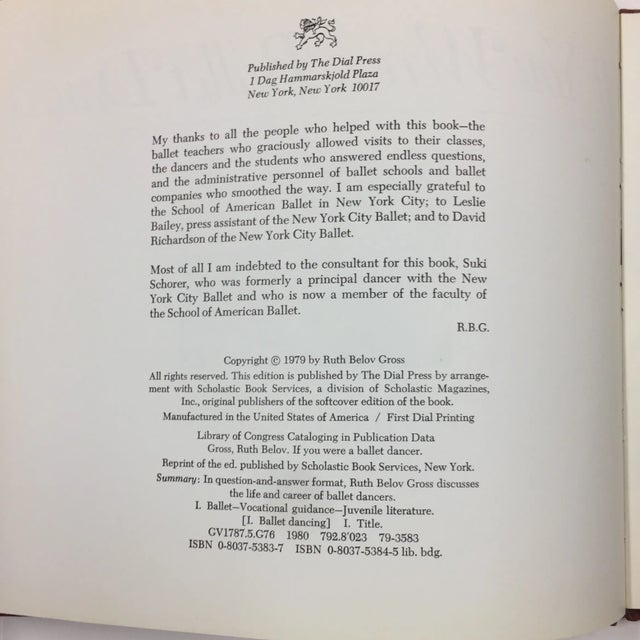 Published by The Dial Press
1 Dag Hammarskjold Plaza
New York, New York 10017
My thanks to all the people who helped with this book—the
ballet teachers who graciously allowed visits to their classes,
the dancers and the students who answered endless questions,
and the administrative personnel of ballet schools and ballet
companies who smoothed the way. I am especially grateful to
the School of American Ballet in New York City; to Leslie
Bailey, press assistant of the New York City Ballet; and to David
Richardson of the New York City Ballet.
Most of all I am indebted to the consultant for this book, Suki
Schorer, who was formerly a principal dancer with the New
York City Ballet and who is now a member of the faculty of
the School of American Ballet.
R.B.G.
Copyright © 1979 by Ruth Belov Gross
All rights reserved. This edition is published by The Dial Press by arrange-
ment with Scholastic Book Services, a division of Scholastic Magazines,
Inc., original publishers of the softcover edition of the book.
Manufactured in the United States of America / First Dial Printing
Library of Congress Cataloging in Publication Data
Gross, Ruth Belov. If you were a ballet dancer.
Reprint of the ed. published by Scholastic Book Services, New York.
Summary: In question-and-answer format, Ruth Belov Gross discusses
the life and career of ballet dancers.
1. Ballet—Vocational guidance—Juvenile literature.
[1. Ballet dancing] I. Title.
GV1787.5.G76 1980 792.8'023 79-3583
ISBN 0-8037-5383-7 ISBN 0-8037-5384-5 lib. bdg.